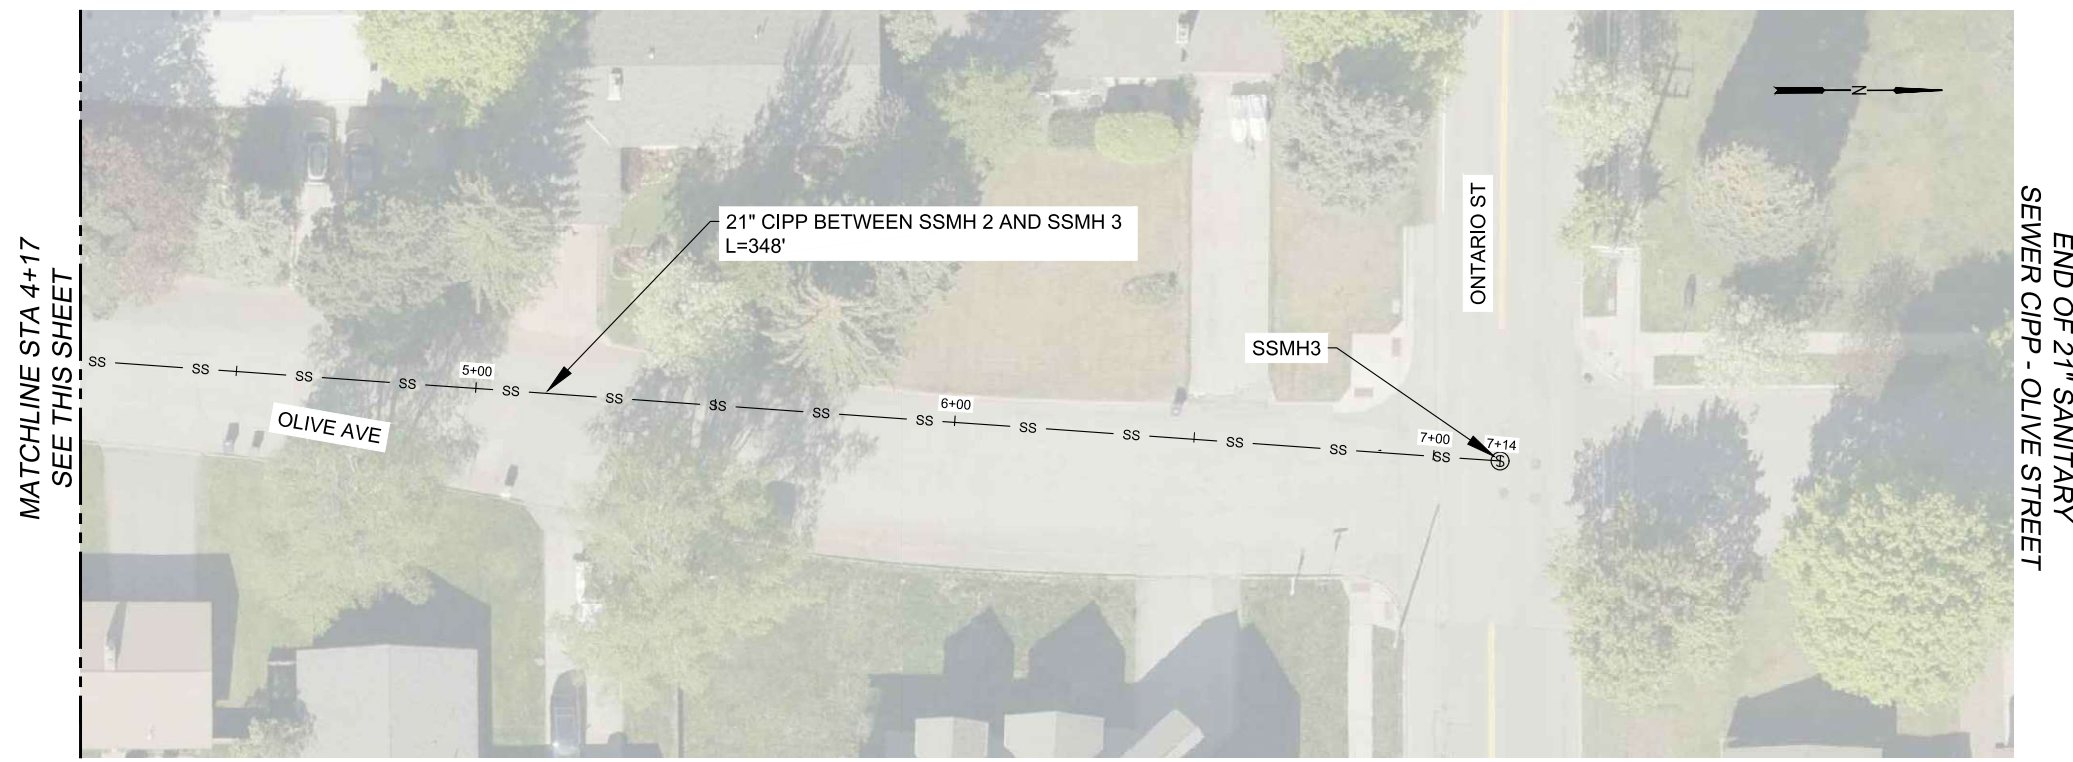 MATCHLINE STA 4+17
SEE THIS SHEET
21" CIPP BETWEEN SSMH 2 AND SSMH 3
L=348'
ONTARIO ST
N
SSMH3
OLIVE AVE
SS SS SS SS SS SS SS SS SS SS SS SS SS SS
5+00
6+00
7+00
7+14
S
END OF 21" SANITARY
SEWER CIPP - OLIVE STREET